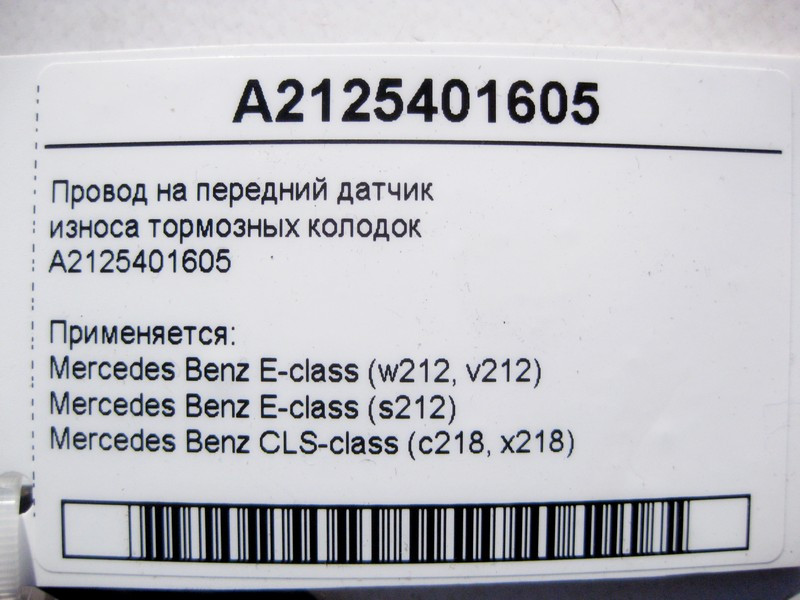 A2125401605
Провод на передний датчик
износа тормозных колодок
A2125401605
Применяется:
Mercedes Benz E-class (w212, v212)
Mercedes Benz E-class (s212)
Mercedes Benz CLS-class (c218, x218)